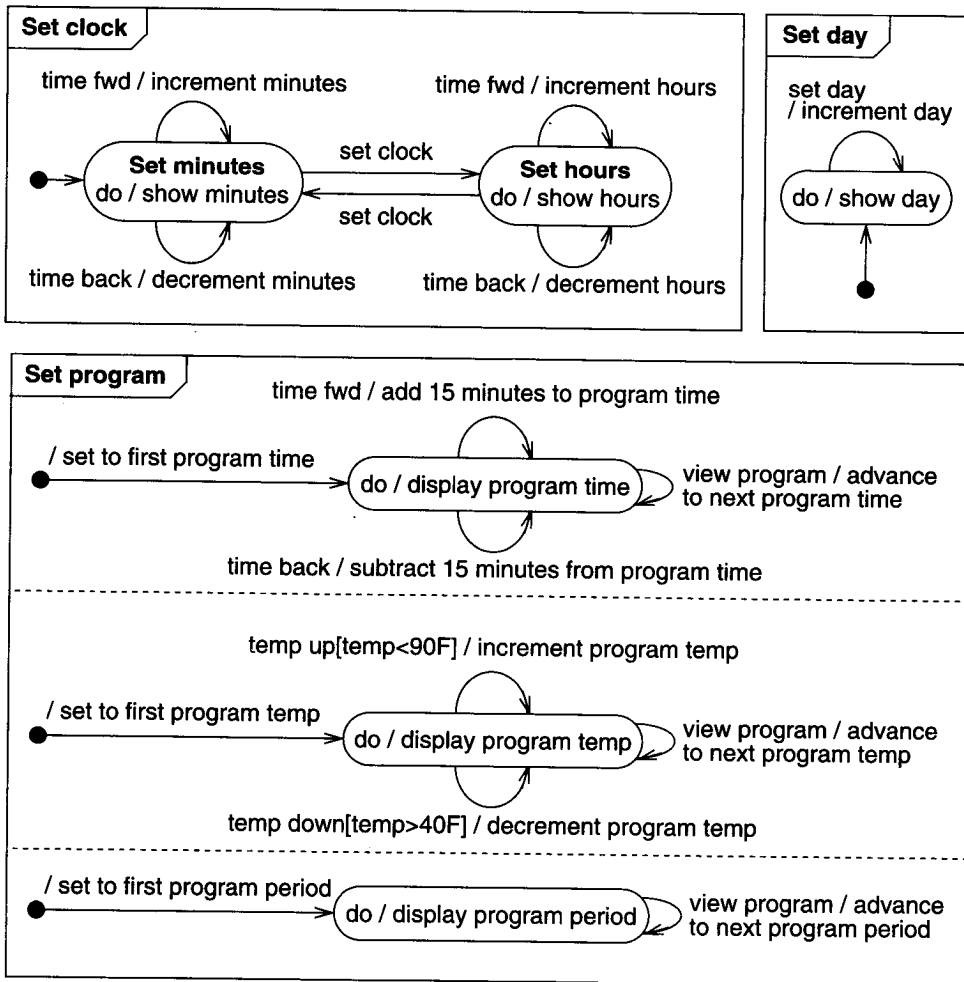 Set clock
time fwd / increment minutes
time fwd / increment hours
Set minutes
do / show minutes
set clock
set clock
Set hours
do / show hours
time back / decrement minutes
time back / decrement hours
Set day
set day
/ increment day
do / show day
Set program
time fwd / add 15 minutes to program time
/ set to first program time
do / display program time
view program / advance
to next program time
time back / subtract 15 minutes from program time
temp up[temp<90F] / increment program temp
/ set to first program temp
do / display program temp
view program / advance
to next program temp
temp down[temp>40F] / decrement program temp
/ set to first program period
do / display program period
view program / advance
to next program period